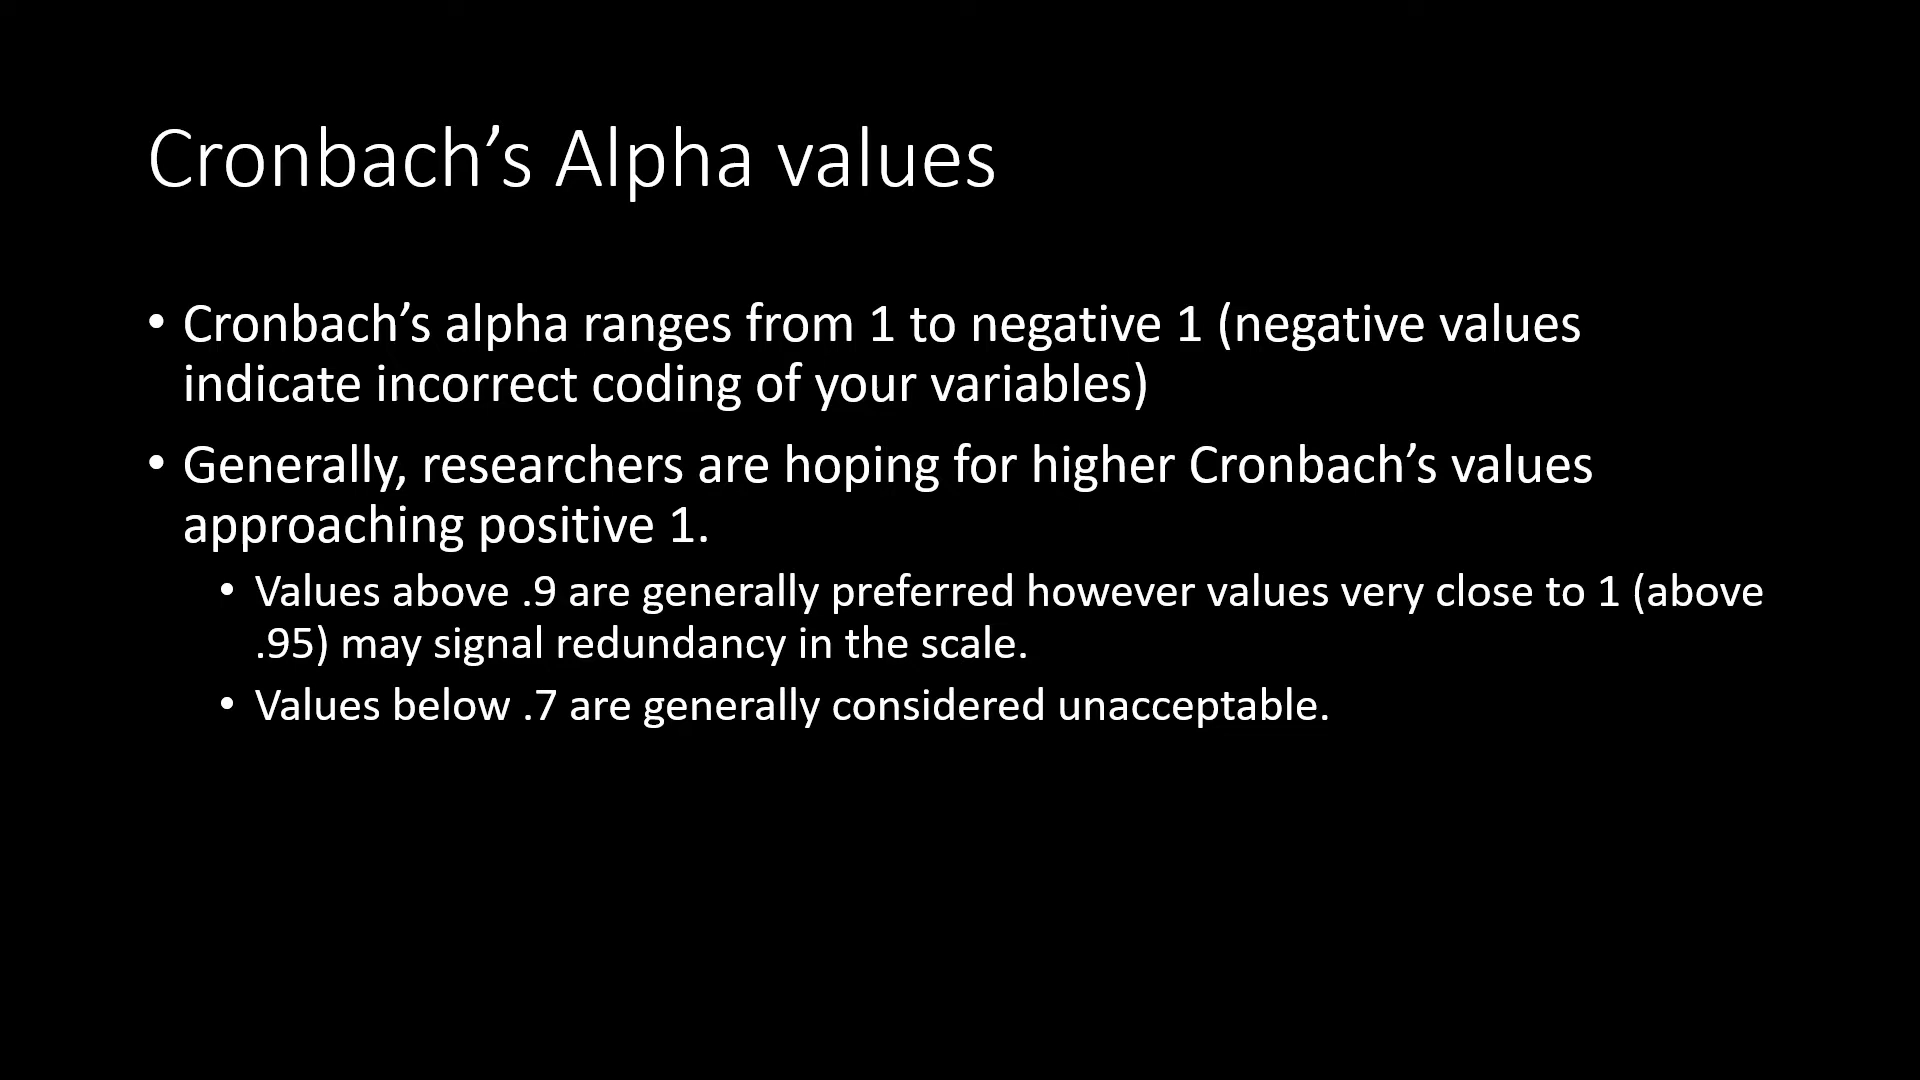 Cronbach’s Alpha values
• Cronbach’s alpha ranges from 1 to negative 1 (negative values
indicate incorrect coding of your variables)
• Generally, researchers are hoping for higher Cronbach’s values
approaching positive 1.
• Values above .9 are generally preferred however values very close to 1 (above
.95) may signal redundancy in the scale.
• Values below .7 are generally considered unacceptable.